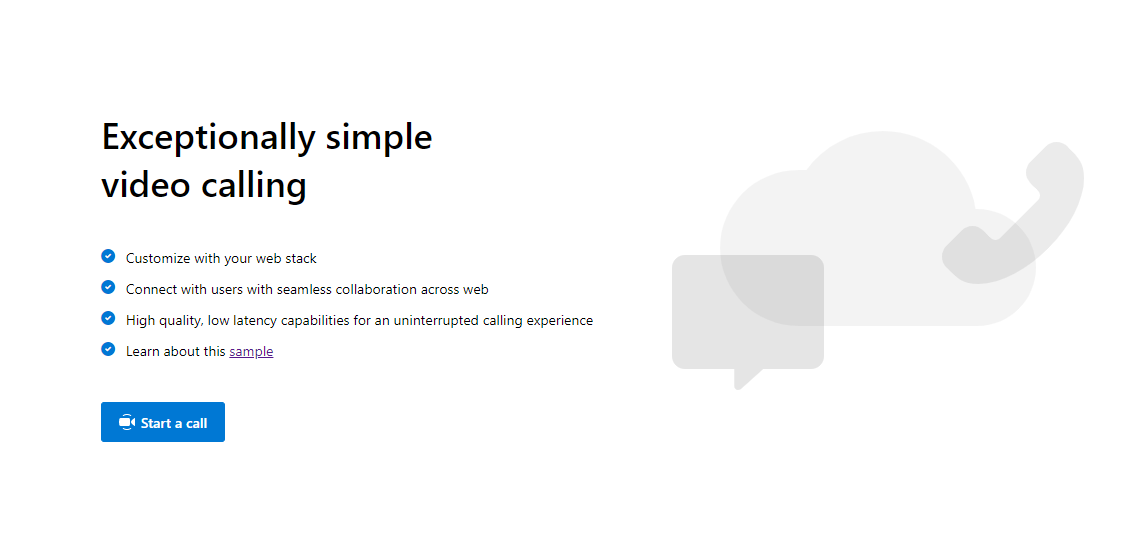 Exceptionally simple
video calling
Customize with your web stack
Connect with users with seamless collaboration across web
High quality, low latency capabilities for an uninterrupted calling experience
Learn about this sample
Start a call